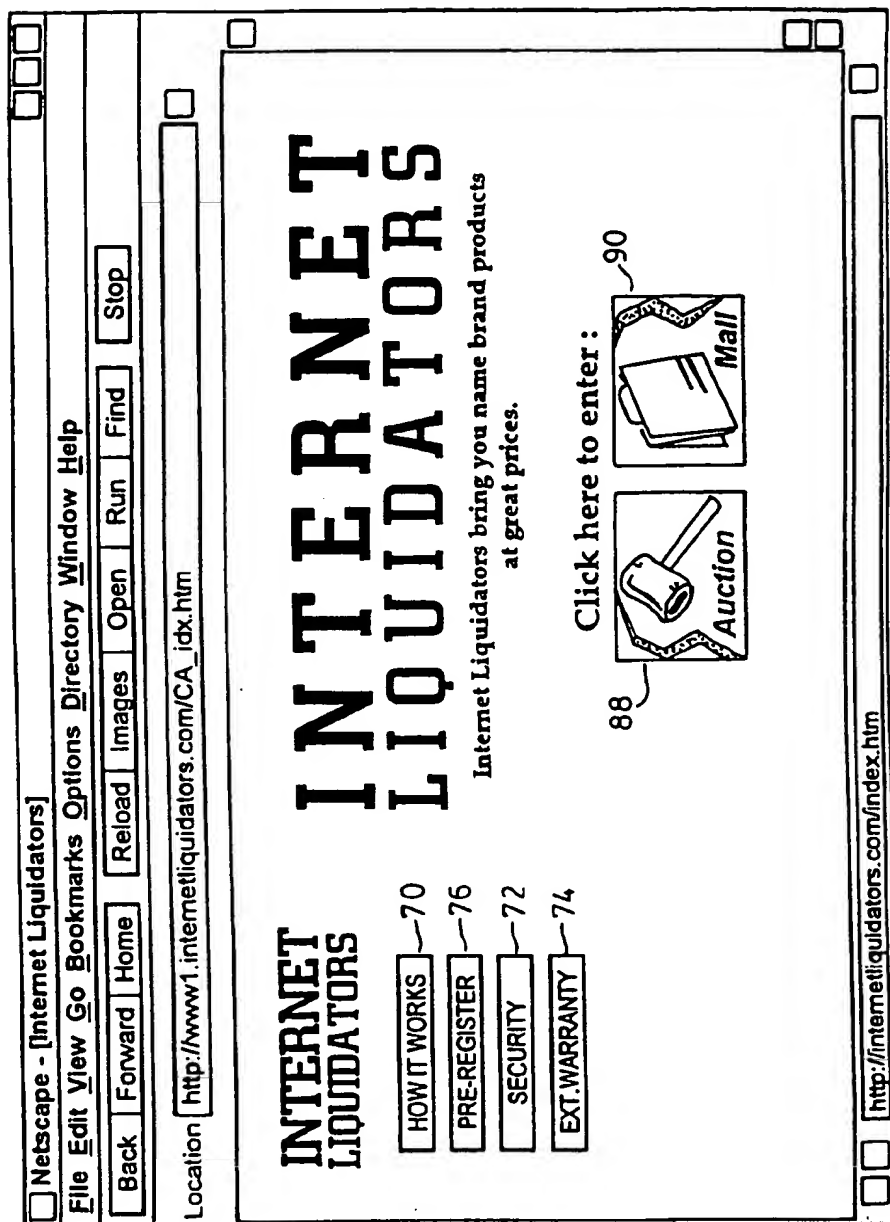 Netscape - [Internet Liquidators]
File Edit View Go Bookmarks Options Directory Window Help
Back Forward Home Reload Images Open Run Find Stop
Location http://www1.internetliquidators.com/CA_idx.htm
INTERNET
LIQUIDATORS
HOW IT WORKS 70
PRE-REGISTER 76
SECURITY 72
EXT.WARRANTY 74
INTERNET
LIQUIDATORS
Internet Liquidators bring you name brand products
at great prices.
Click here to enter :
88 Auction Mall 90
http://internetliquidators.com/index.htm